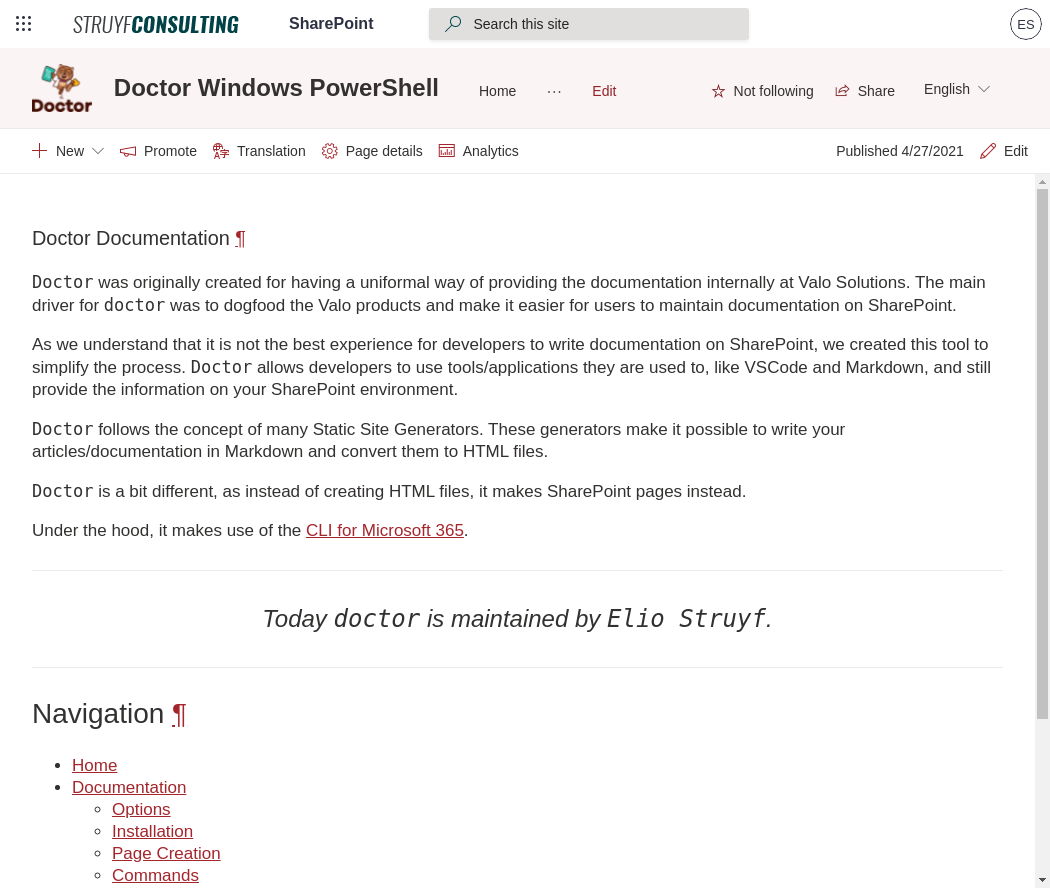 STRUYFCONSULTING SharePoint Search this site ES
Doctor Doctor Windows PowerShell Home ... Edit Not following Share English
New Promote Translation Page details Analytics Published 4/27/2021 Edit
Doctor Documentation ¶
Doctor was originally created for having a uniformal way of providing the documentation internally at Valo Solutions. The main
driver for doctor was to dogfood the Valo products and make it easier for users to maintain documentation on SharePoint.
As we understand that it is not the best experience for developers to write documentation on SharePoint, we created this tool to
simplify the process. Doctor allows developers to use tools/applications they are used to, like VSCode and Markdown, and still
provide the information on your SharePoint environment.
Doctor follows the concept of many Static Site Generators. These generators make it possible to write your
articles/documentation in Markdown and convert them to HTML files.
Doctor is a bit different, as instead of creating HTML files, it makes SharePoint pages instead.
Under the hood, it makes use of the CLI for Microsoft 365.
Today doctor is maintained by Elio Struyf.
Navigation ¶
Home
Documentation
Options
Installation
Page Creation
Commands